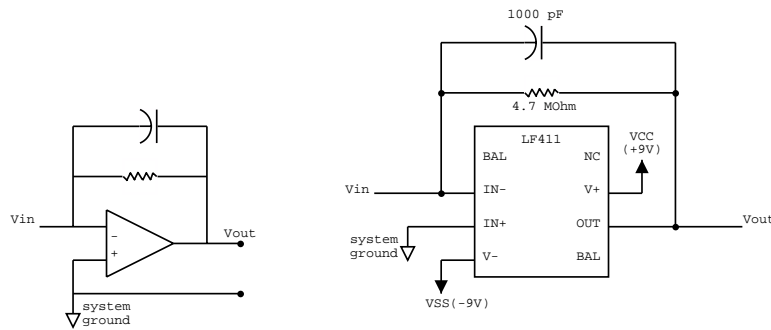 Vin
-
+
Vout
system
ground
1000 pF
4.7 MOhm
LF411
VCC
(+9V)
BAL
NC
Vin
IN-
V+
IN+
OUT
Vout
system
ground
V-
BAL
VSS(-9V)